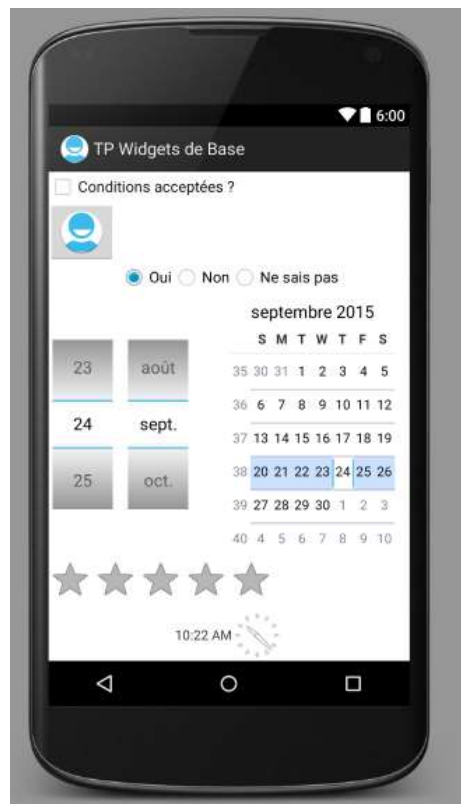 6:00
TP Widgets de Base
Conditions acceptées ?
Oui Non Ne sais pas
septembre 2015
S M T W T F S
23 août
35 30 31 1 2 3 4 5
36 6 7 8 9 10 11 12
24 sept.
37 13 14 15 16 17 18 19
25 oct.
38 20 21 22 23 24 25 26
39 27 28 29 30 1 2 3
40 4 5 6 7 8 9 10
10:22 AM